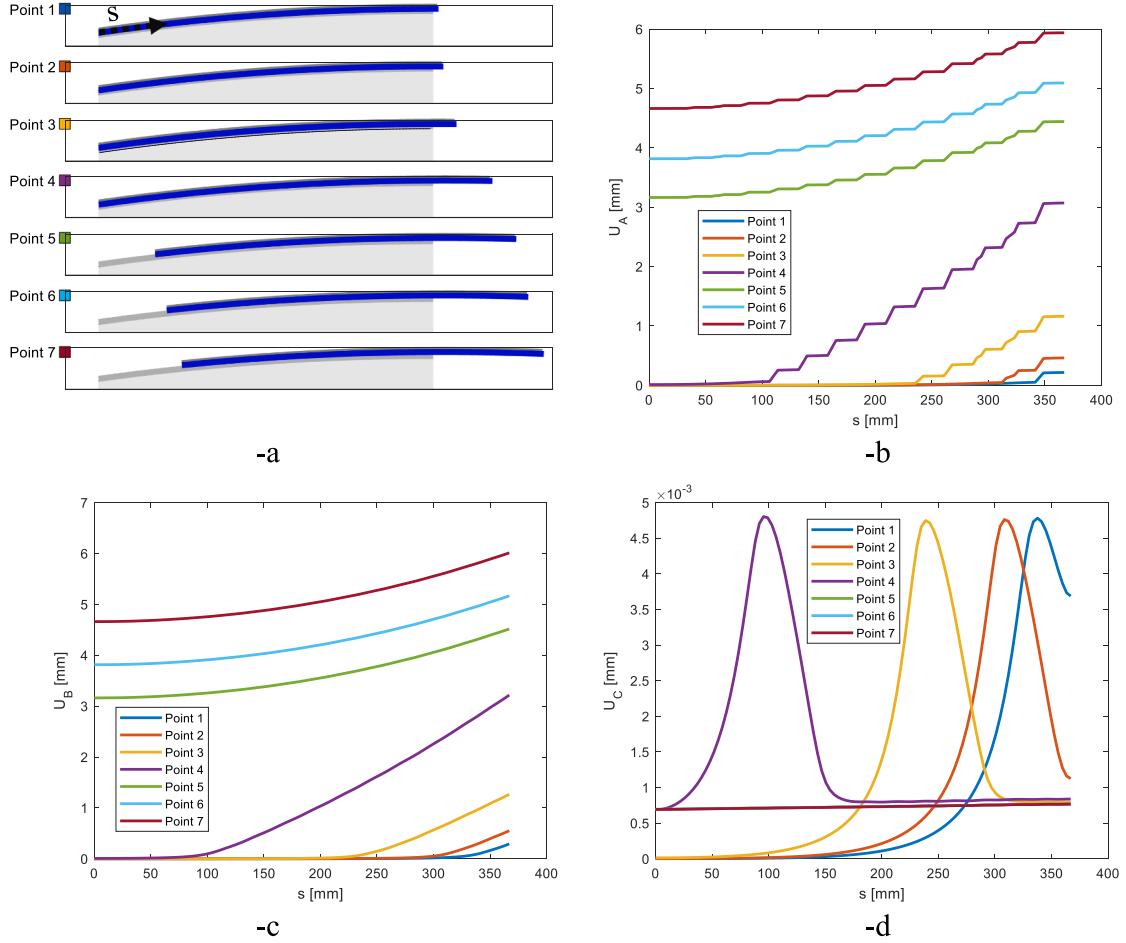 Point 1
S
Point 2
Point 3
Point 4
Point 5
Point 6
Point 7
-a
6
5
4
3
2
1
0
U_A [mm]
Point 1
Point 2
Point 3
Point 4
Point 5
Point 6
Point 7
0 50 100 150 200 250 300 350 400
s [mm]
-b
7
6
5
4
3
2
1
0
U_B [mm]
Point 1
Point 2
Point 3
Point 4
Point 5
Point 6
Point 7
0 50 100 150 200 250 300 350 400
s [mm]
-c
×10^-3
5
4.5
4
3.5
3
2.5
2
1.5
1
0.5
0
U_C [mm]
Point 1
Point 2
Point 3
Point 4
Point 5
Point 6
Point 7
0 50 100 150 200 250 300 350 400
s [mm]
-d